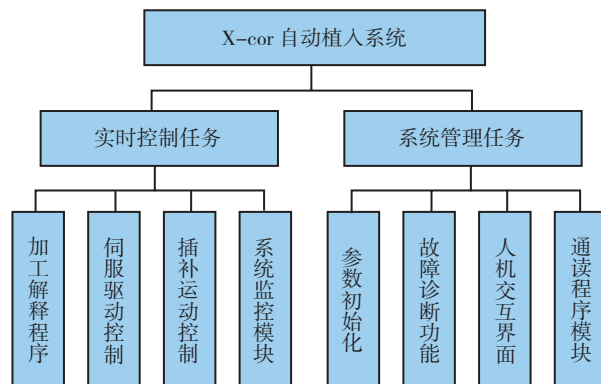 X-cor 自动植入系统
实时控制任务
系统管理任务
加工解释程序
伺服驱动控制
插补运动控制
系统监控模块
参数初始化
故障诊断功能
人机交互界面
通读程序模块